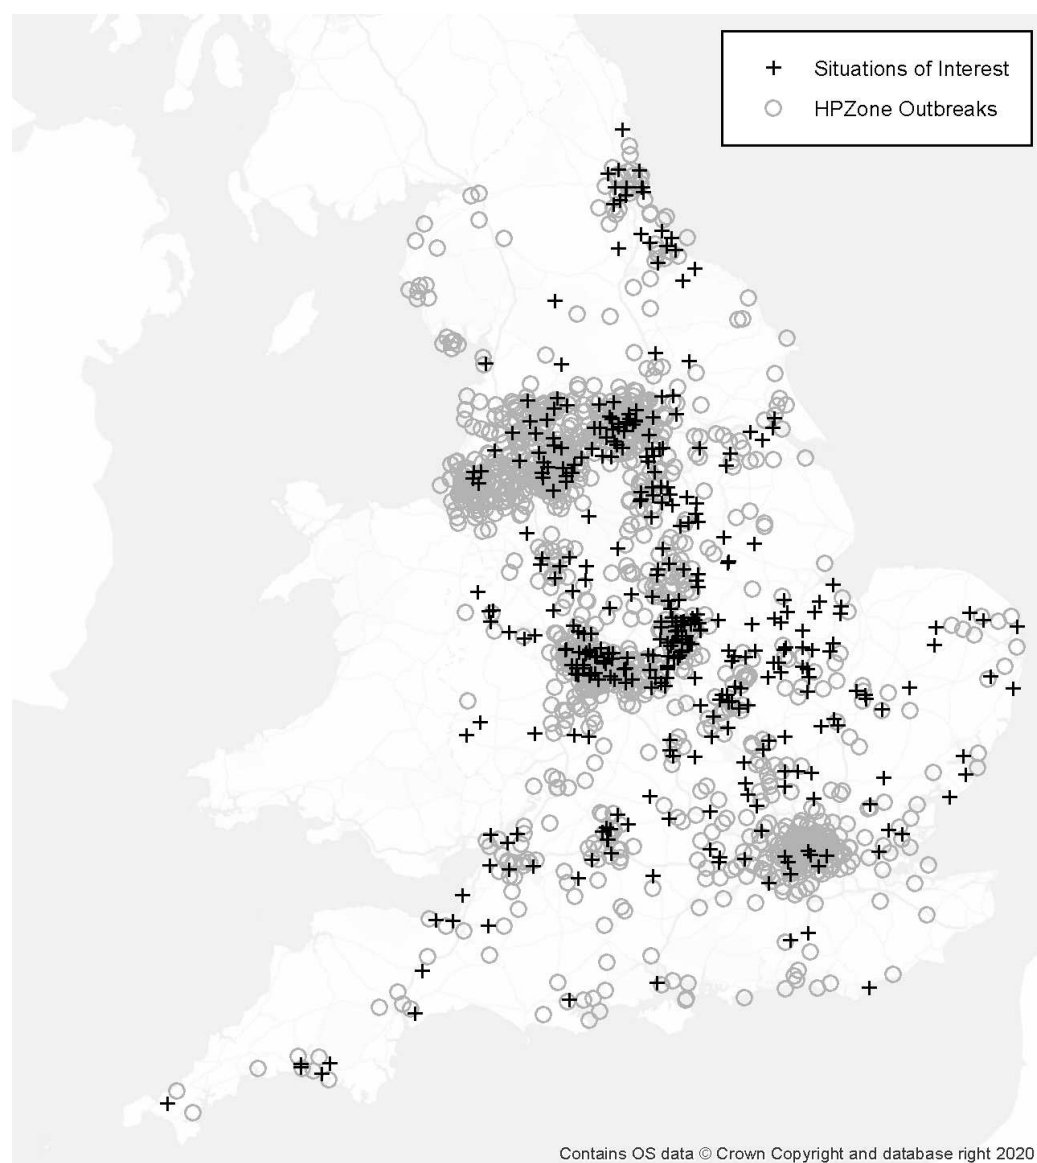 Situations of Interest
HPZone Outbreaks
Contains OS data © Crown Copyright and database right 2020